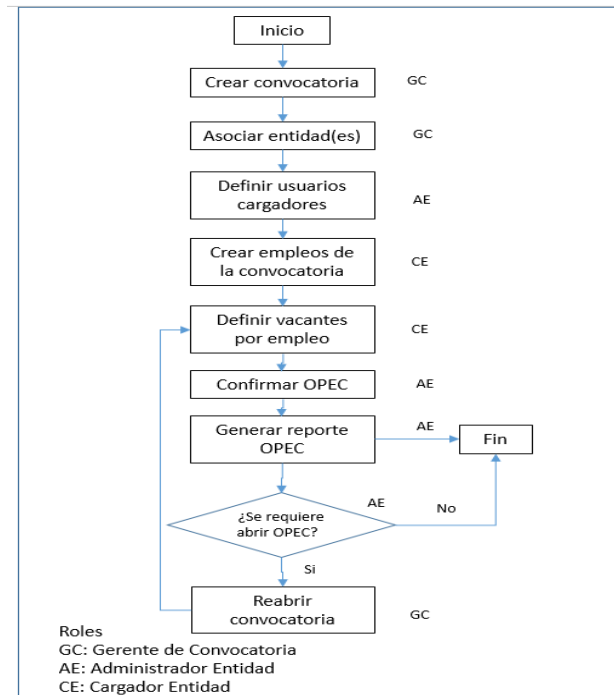 Inicio
Crear convocatoria
GC
Asociar entidad(es)
GC
Definir usuarios
cargadores
AE
Crear empleos de
la convocatoria
CE
Definir vacantes
por empleo
CE
Confirmar OPEC
AE
Generar reporte
OPEC
AE
Fin
¿Se requiere
abrir OPEC?
AE
No
Si
Reabrir
convocatoria
GC
Roles
GC: Gerente de Convocatoria
AE: Administrador Entidad
CE: Cargador Entidad